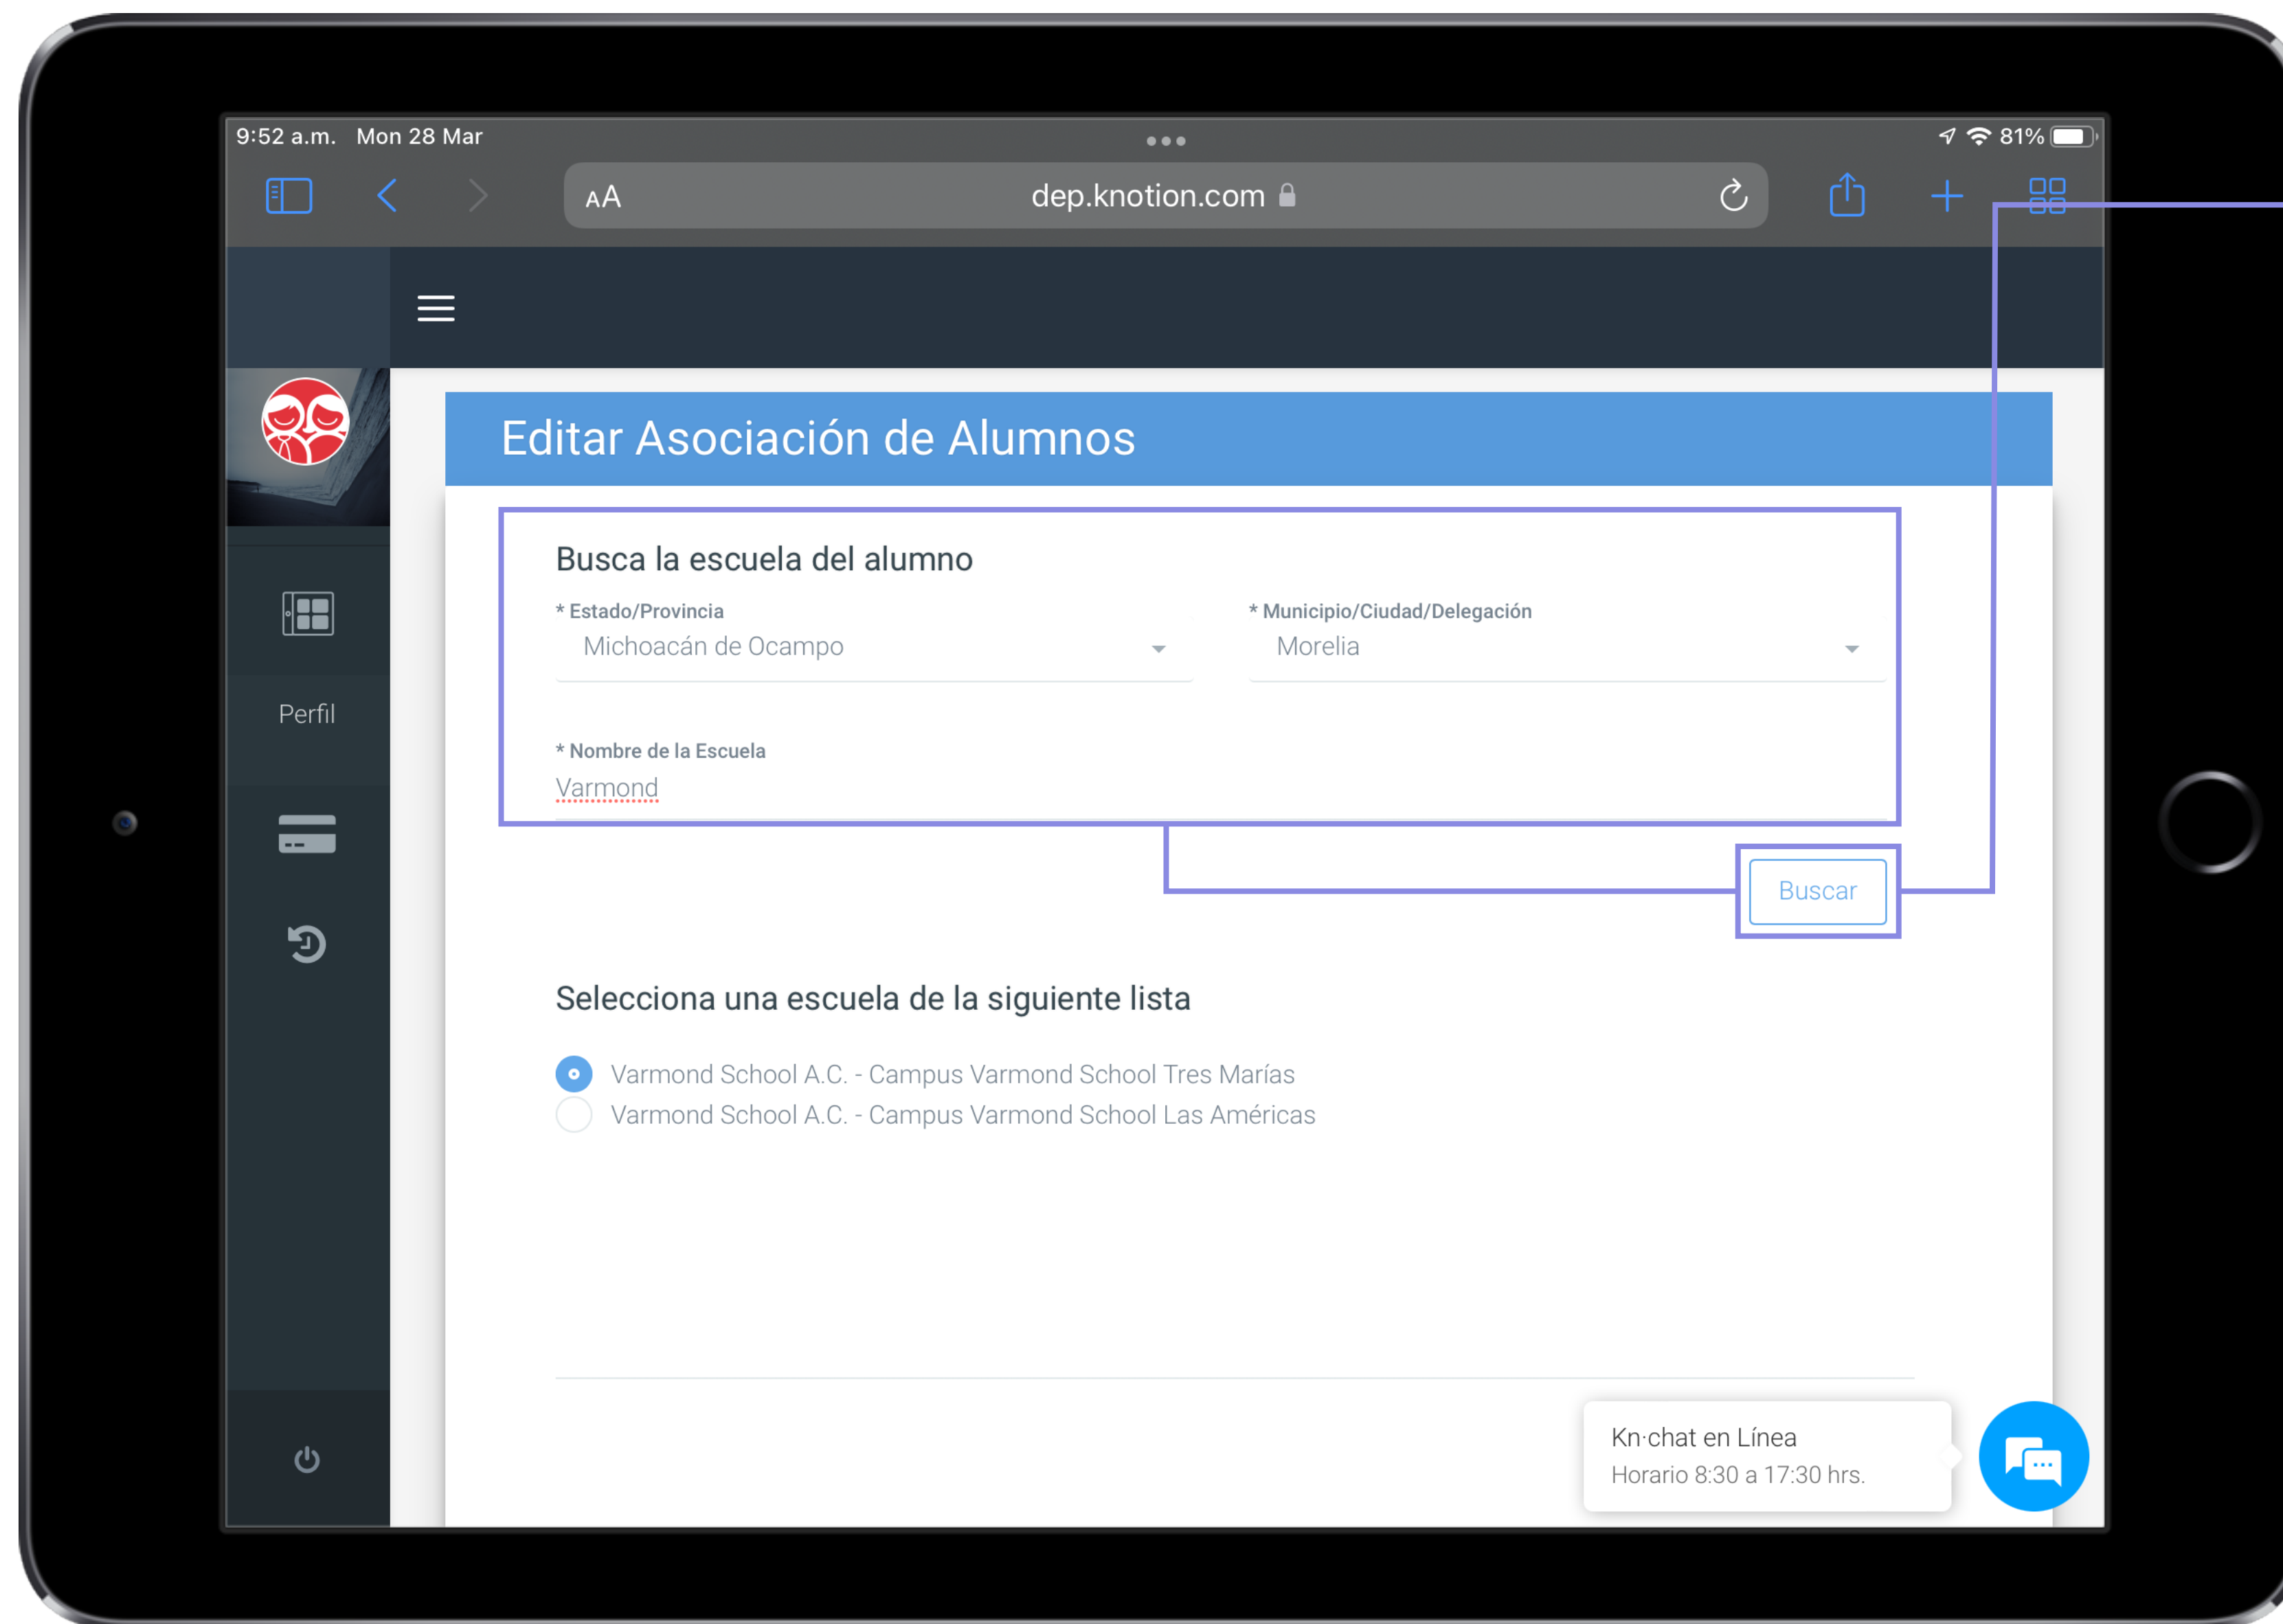 9:52 a.m. Mon 28 Mar
81%
AA
dep.knotion.com
Editar Asociación de Alumnos
Busca la escuela del alumno
* Estado/Provincia
* Municipio/Ciudad/Delegación
Michoacán de Ocampo
Morelia
Perfil
* Nombre de la Escuela
Varmond
Buscar
Selecciona una escuela de la siguiente lista
Varmond School A.C. - Campus Varmond School Tres Marías
Varmond School A.C. - Campus Varmond School Las Américas
Kn·chat en Línea
Horario 8:30 a 17:30 hrs.